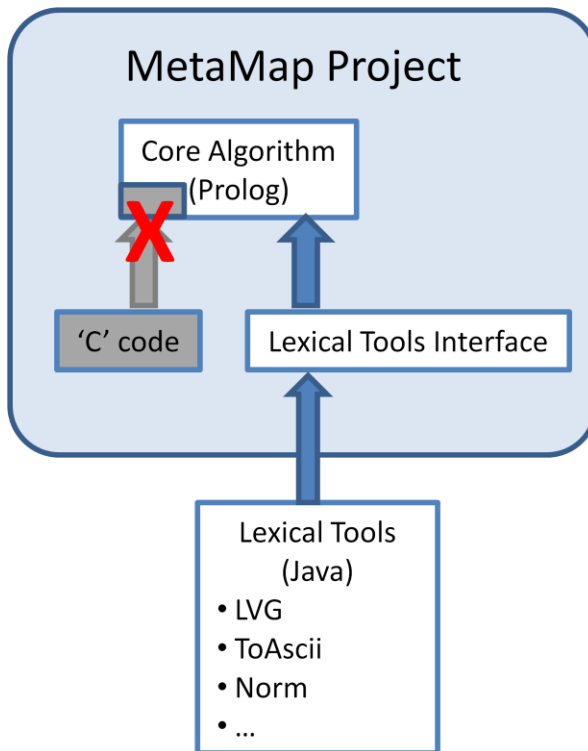 MetaMap Project
Core Algorithm
(Prolog)
X
‘C’ code
Lexical Tools Interface
Lexical Tools
(Java)
• LVG
• ToAscii
• Norm
• ...